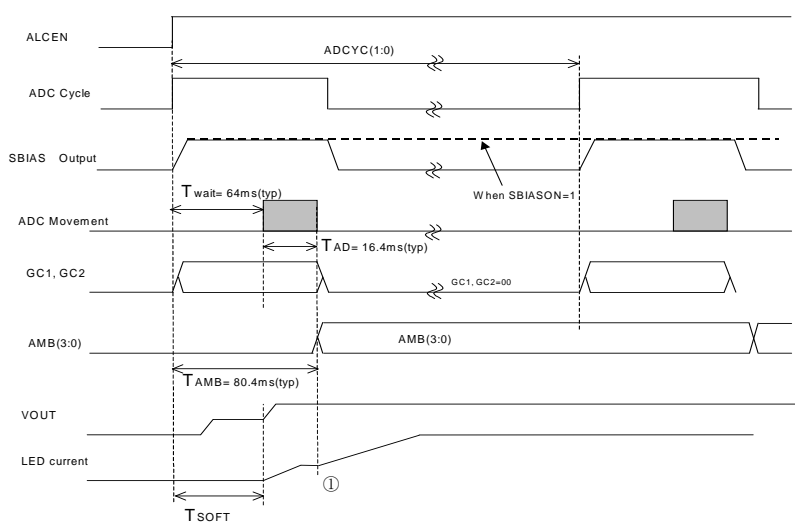 ALCEN
ADCYC(1:0)
ADC Cycle
SBIAS Output
When SBIASON=1
Twait= 64ms(typ)
ADC Movement
TAD= 16.4ms(typ)
GC1, GC2
GC1, GC2=00
AMB(3:0)
AMB(3:0)
TAMB= 80.4ms(typ)
VOUT
LED current
①
TSOFT